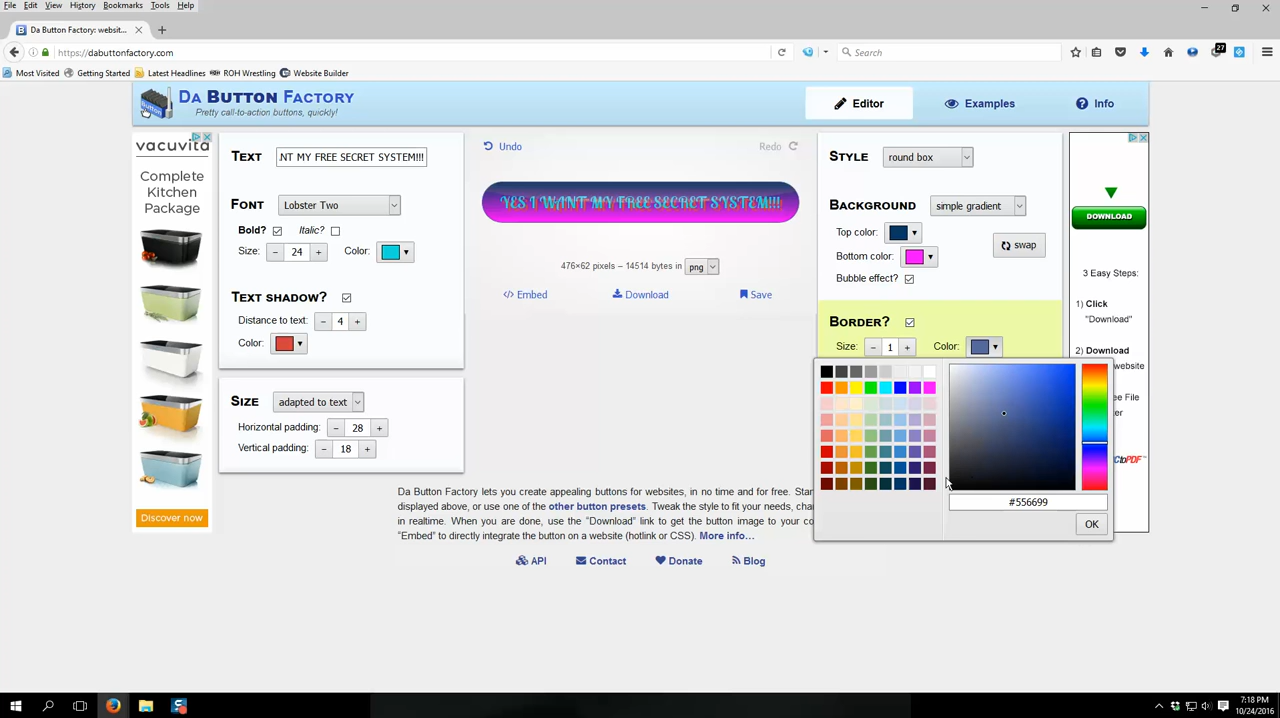 File Edit View History Bookmarks Tools Help
Da Button Factory: websit...
https://dabuttonfactory.com
Search
27
Most Visited Getting Started Latest Headlines ROH Wrestling Website Builder
DA BUTTON FACTORY
Pretty call-to-action buttons, quickly!
Editor Examples Info
vacuvita
Complete
Kitchen
Package
Discover now
TEXT .NT MY FREE SECRET SYSTEM!!!
FONT Lobster Two
Bold? Italic?
Size: - 24 + Color:
TEXT SHADOW?
Distance to text: - 4 +
Color:
SIZE adapted to text
Horizontal padding: - 28 +
Vertical padding: - 18 +
Undo Redo
YES I WANT MY FREE SECRET SYSTEM!!!
476×62 pixels – 14514 bytes in png
</> Embed Download Save
STYLE round box
BACKGROUND simple gradient
Top color:
swap
Bottom color:
Bubble effect?
BORDER?
Size: - 1 + Color:
#556699
OK
DOWNLOAD
3 Easy Steps:
1) Click
"Download"
2) Download
website
Free File
toPDF™
Da Button Factory lets you create appealing buttons for websites, in no time and for free. Star
displayed above, or use one of the other button presets. Tweak the style to fit your needs, cha
in realtime. When you are done, use the "Download" link to get the button image to your co
"Embed" to directly integrate the button on a website (hotlink or CSS). More info…
API Contact Donate Blog
7:18 PM
10/24/2016